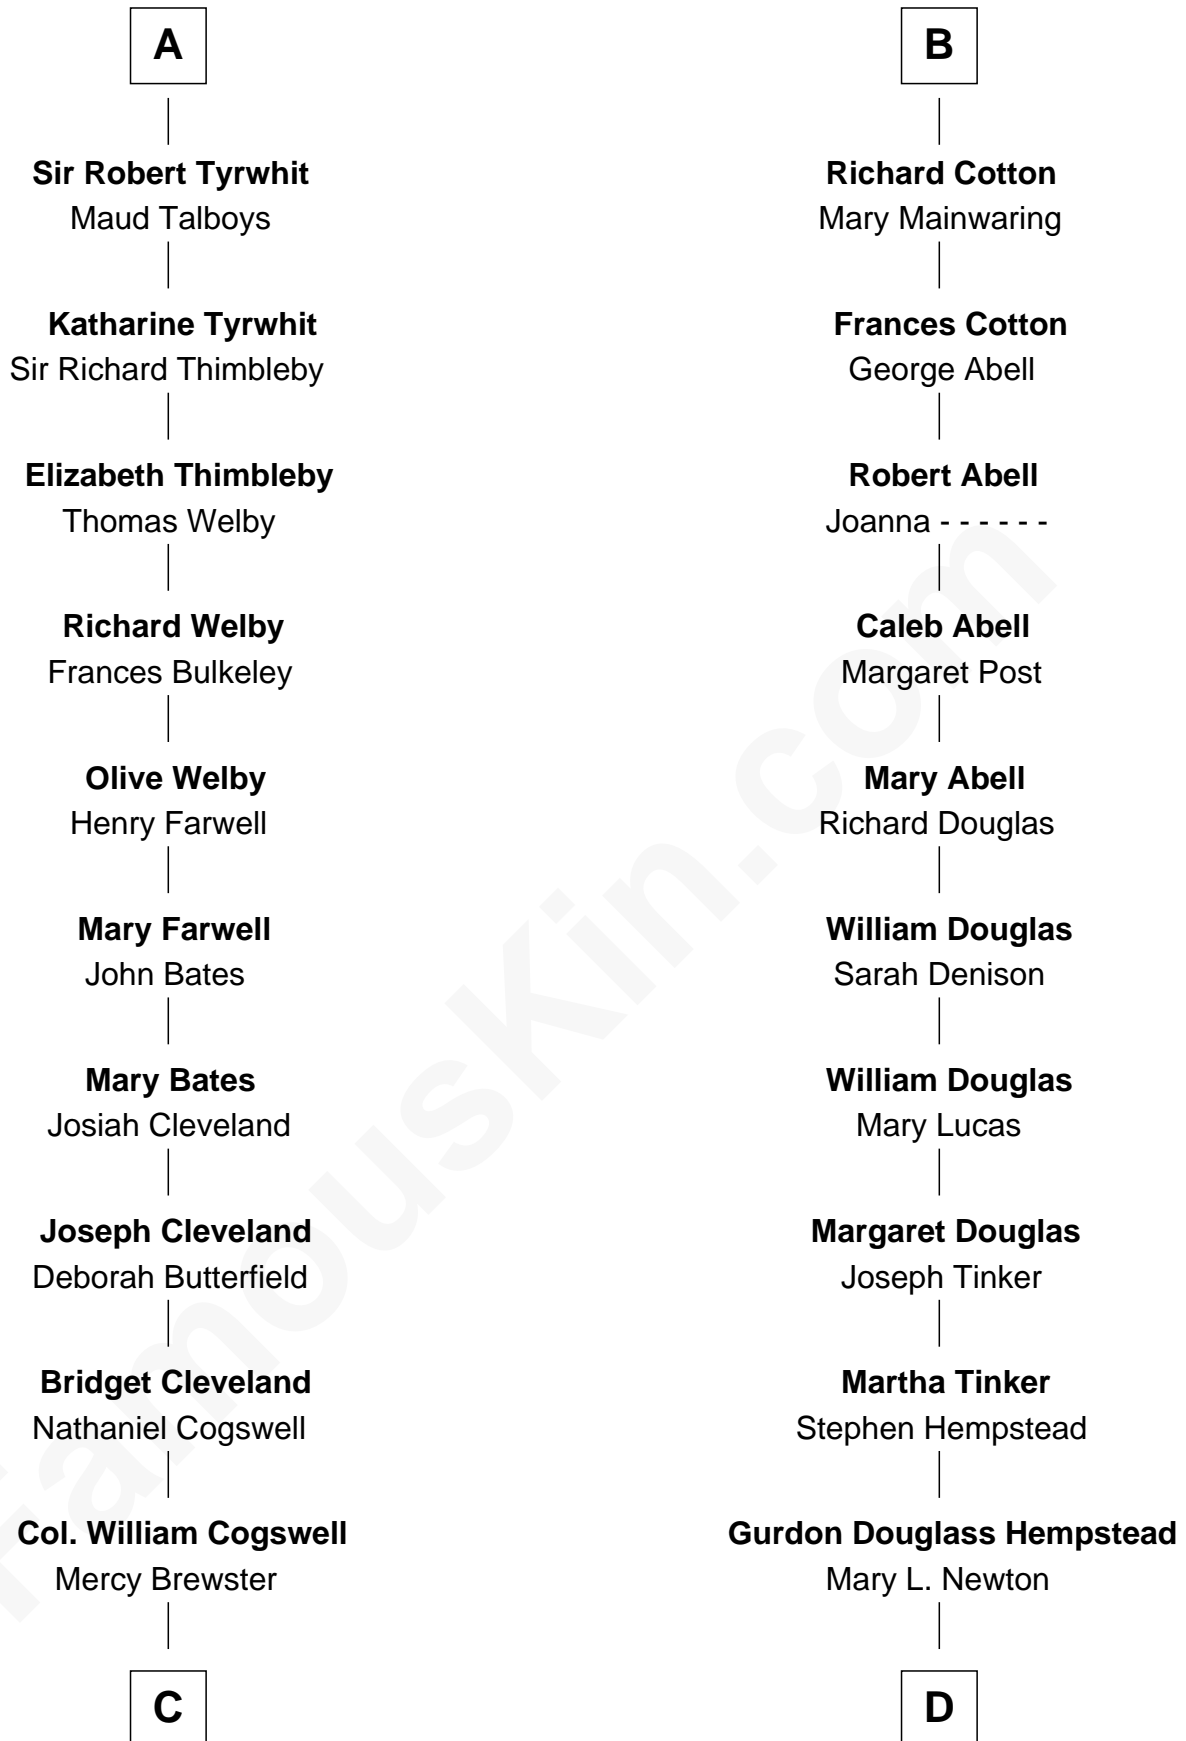 A
Sir Robert Tyrwhit
Maud Talboys
Katharine Tyrwhit
Sir Richard Thimbleby
Elizabeth Thimbleby
Thomas Welby
Richard Welby
Frances Bulkeley
Olive Welby
Henry Farwell
Mary Farwell
John Bates
Mary Bates
Josiah Cleveland
Joseph Cleveland
Deborah Butterfield
Bridget Cleveland
Nathaniel Cogswell
Col. William Cogswell
Mercy Brewster
C
B
Richard Cotton
Mary Mainwaring
Frances Cotton
George Abell
Robert Abell
Joanna - - - - - -
Caleb Abell
Margaret Post
Mary Abell
Richard Douglas
William Douglas
Sarah Denison
William Douglas
Mary Lucas
Margaret Douglas
Joseph Tinker
Martha Tinker
Stephen Hempstead
Gurdon Douglass Hempstead
Mary L. Newton
D
FamousKin.com